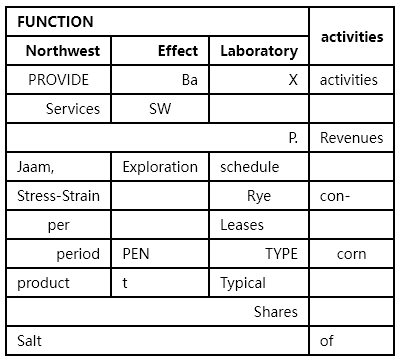 FUNCTION activities
Northwest Effect Laboratory
PROVIDE Ba X activities
Services SW
P. Revenues
Jaam, Exploration schedule
Stress-Strain Rye con-
per Leases
period PEN TYPE corn
product t Typical
Shares
Salt of